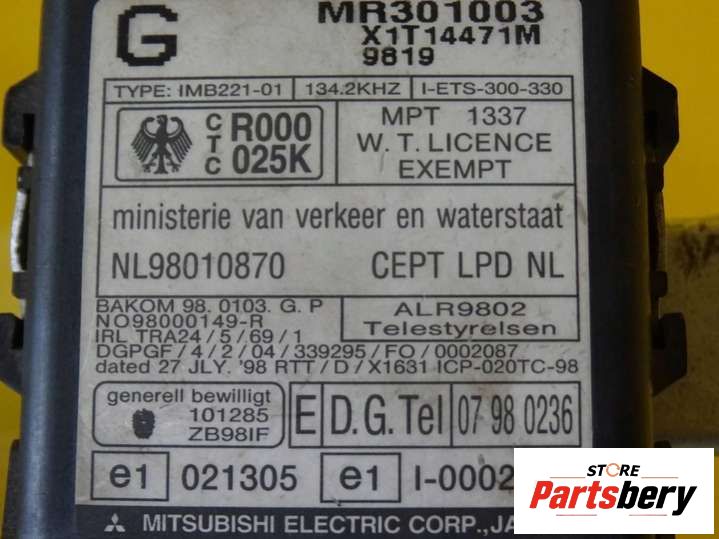 G MR301003
X1T14471M
9819
TYPE: IMB221-01 134.2KHZ I-ETS-300-330
CTC R000 025K
MPT 1337
W. T. LICENCE
EXEMPT
ministerie van verkeer en waterstaat
NL98010870 CEPT LPD NL
BAKOM 98. 0103. G. P
NO98000149-R
IRL TRA24/5/69/1
ALR9802
Telestyrelsen
DGPGF/4/2/04/339295/FO/0002087
dated 27 JLY. '98 RTT/D/X1631 ICP-020TC-98
generell bewilligt
101285
ZB98IF
E D.G.Tel 07 98 0236
e1 021305 e1 I-0002
MITSUBISHI ELECTRIC CORP.,JA
STORE
Partsbery